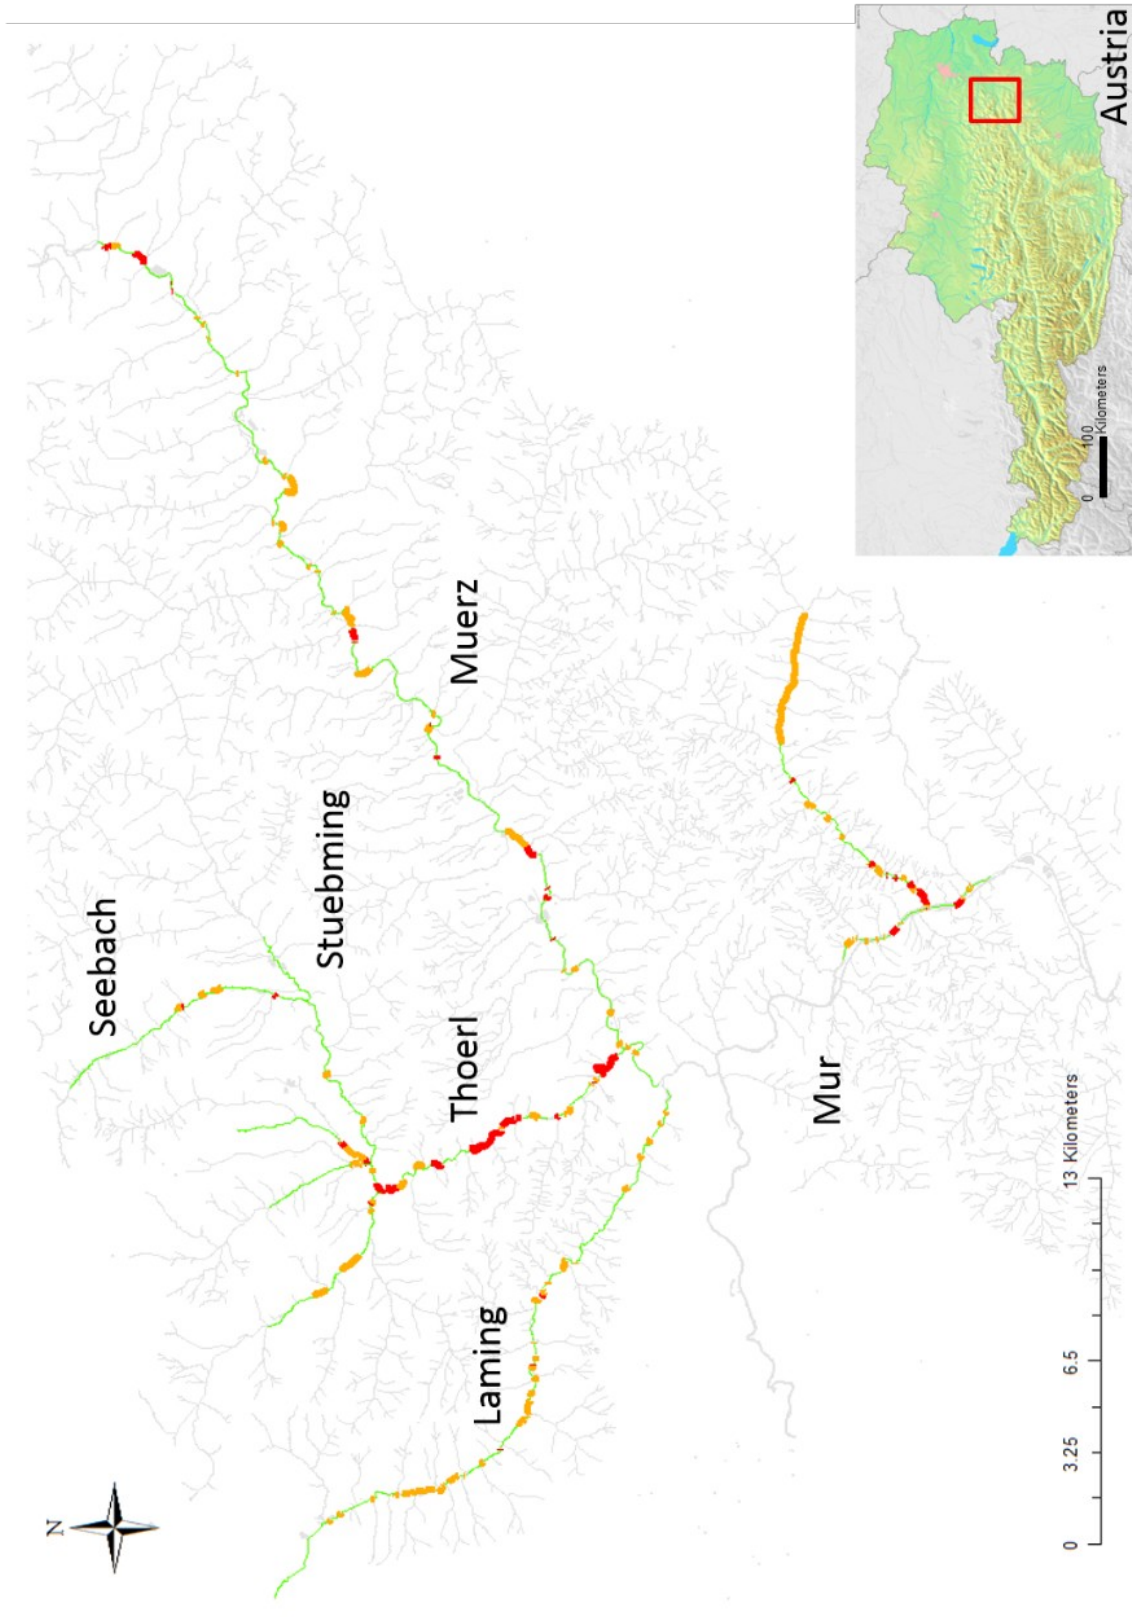 N
Seebach
Stuebming
Muerz
Thoerl
Laming
Mur
0 3.25 6.5 13 Kilometers
0 100
Kilometers
Austria